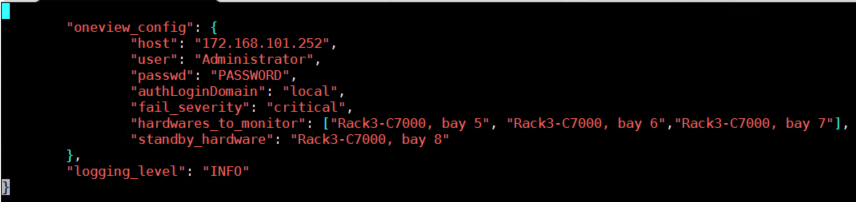 "oneview_config": {
"host": "172.168.101.252",
"user": "Administrator",
"passwd": "PASSWORD",
"authLoginDomain": "local",
"fail_severity": "critical",
"hardwares_to_monitor": ["Rack3-C7000, bay 5", "Rack3-C7000, bay 6","Rack3-C7000, bay 7"],
"standby_hardware": "Rack3-C7000, bay 8"
},
"logging_level": "INFO"
}